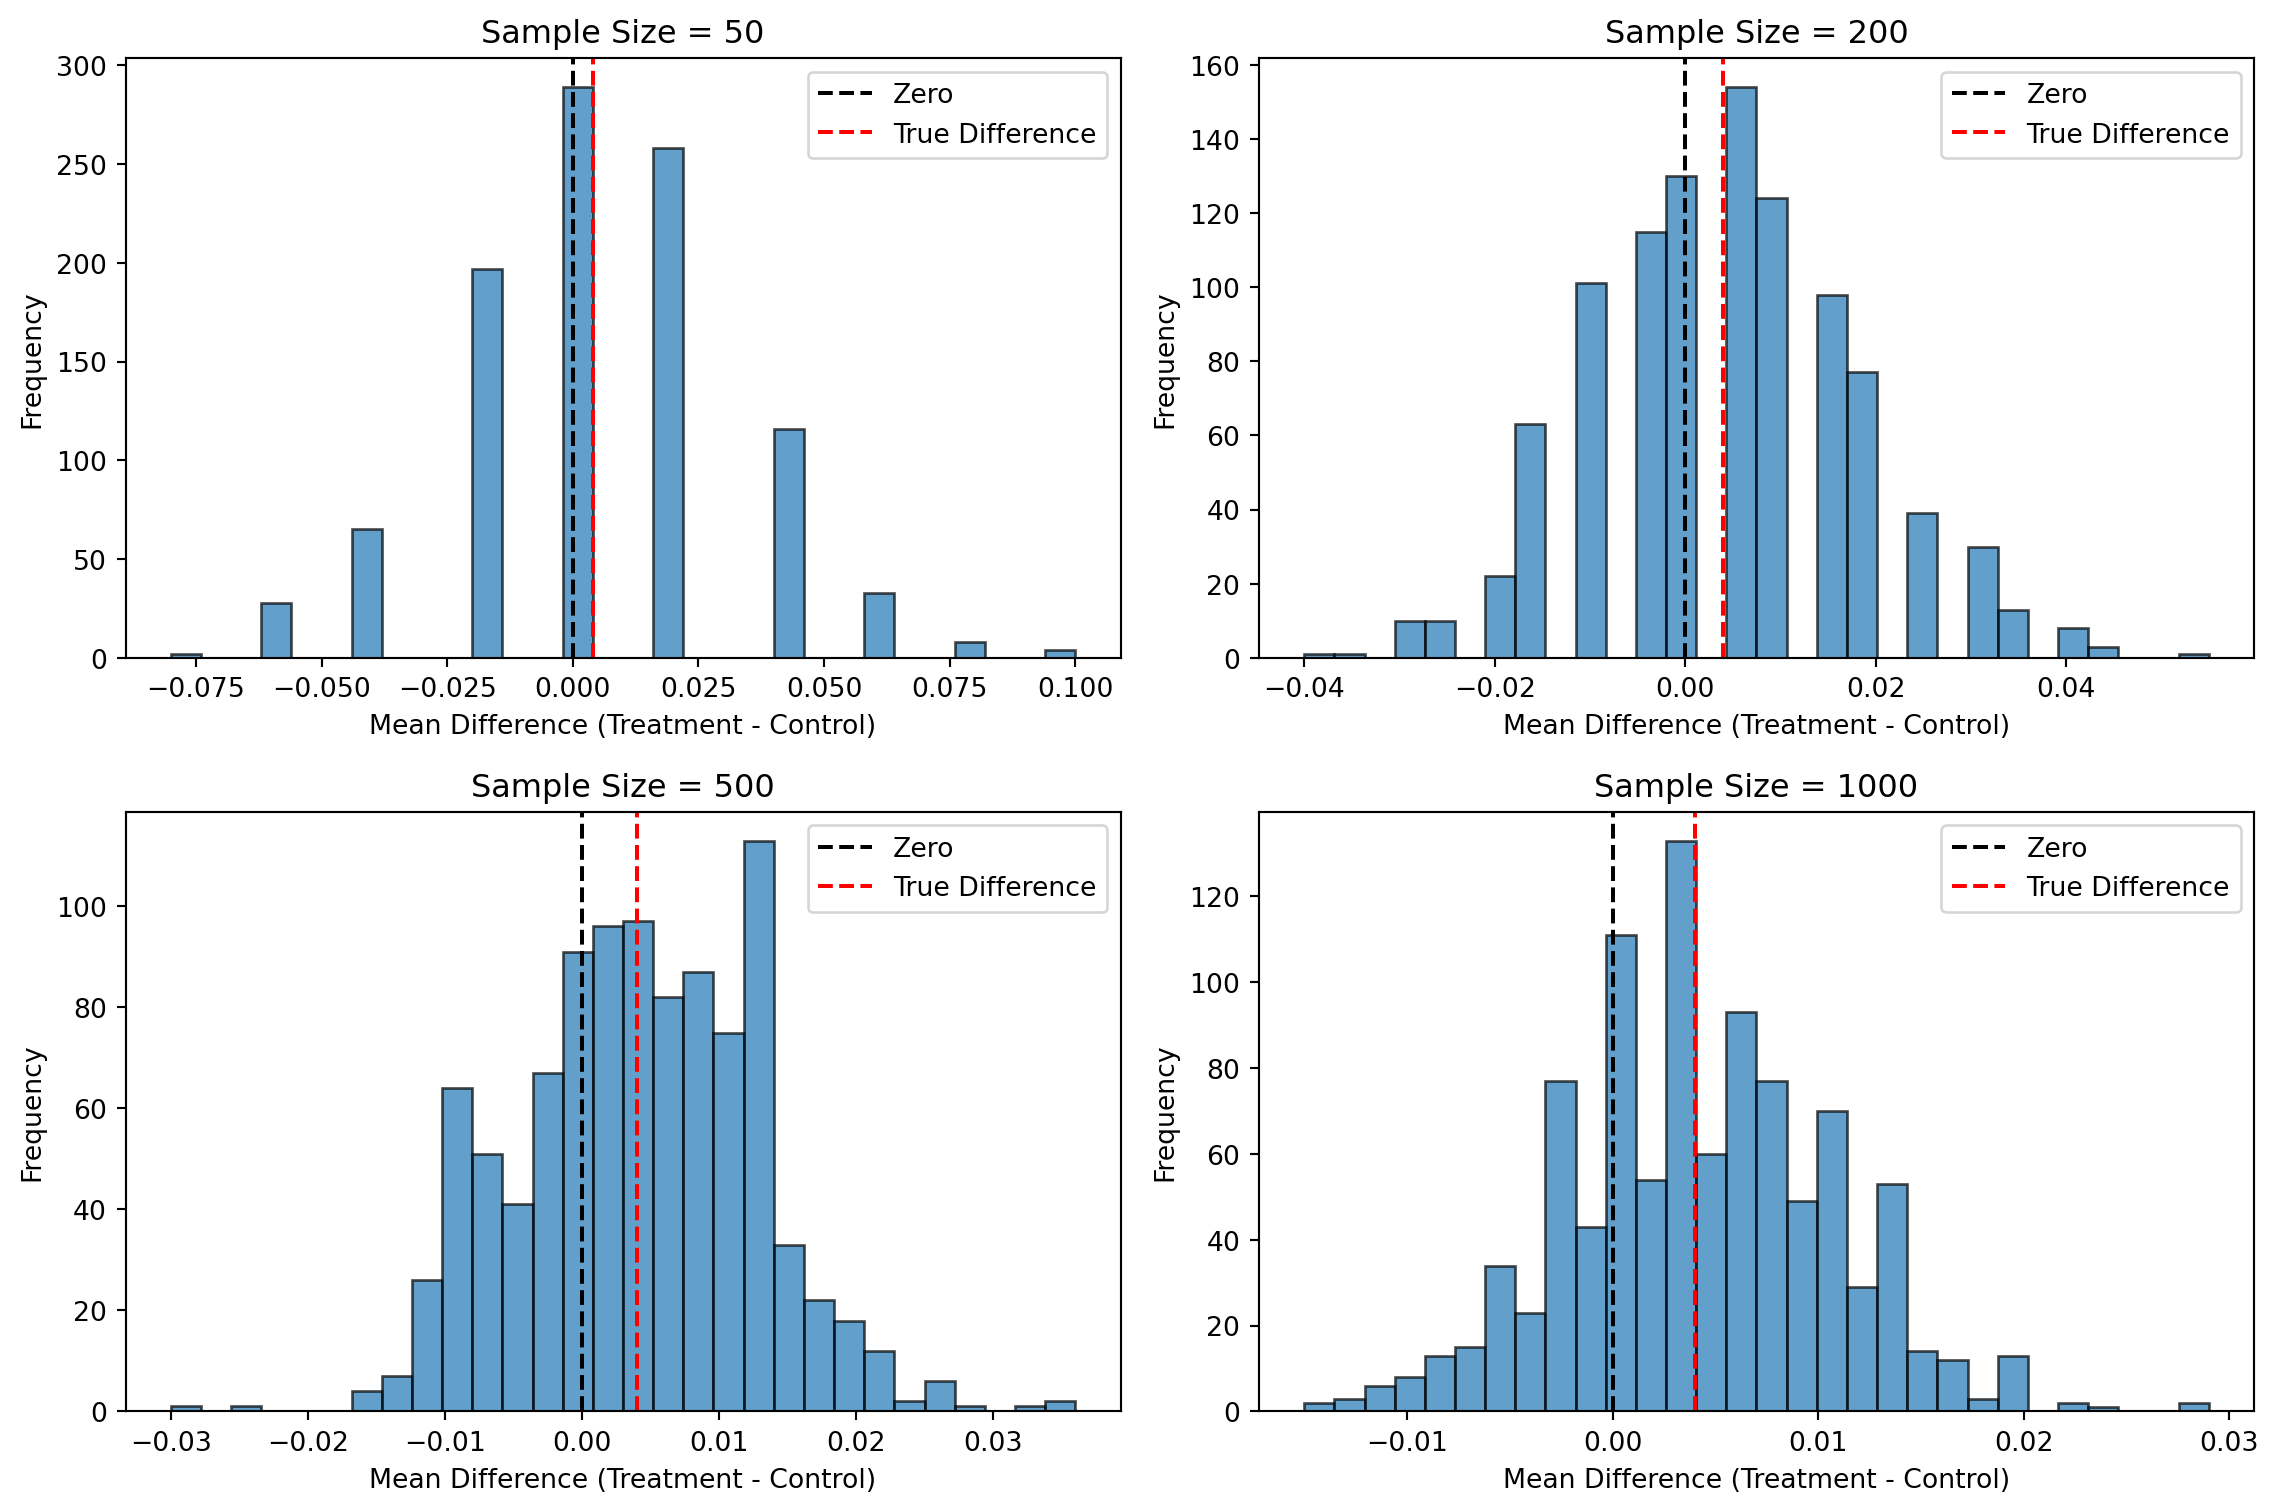 Sample Size = 50
300
250
200
150
100
50
0
Frequency
Zero
True Difference
−0.075 −0.050 −0.025 0.000 0.025 0.050 0.075 0.100
Mean Difference (Treatment - Control)
Sample Size = 200
160
140
120
100
80
60
40
20
0
Frequency
Zero
True Difference
−0.04 −0.02 0.00 0.02 0.04
Mean Difference (Treatment - Control)
Sample Size = 500
100
80
60
40
20
0
Frequency
Zero
True Difference
−0.03 −0.02 −0.01 0.00 0.01 0.02 0.03
Mean Difference (Treatment - Control)
Sample Size = 1000
120
100
80
60
40
20
0
Frequency
Zero
True Difference
−0.01 0.00 0.01 0.02 0.03
Mean Difference (Treatment - Control)